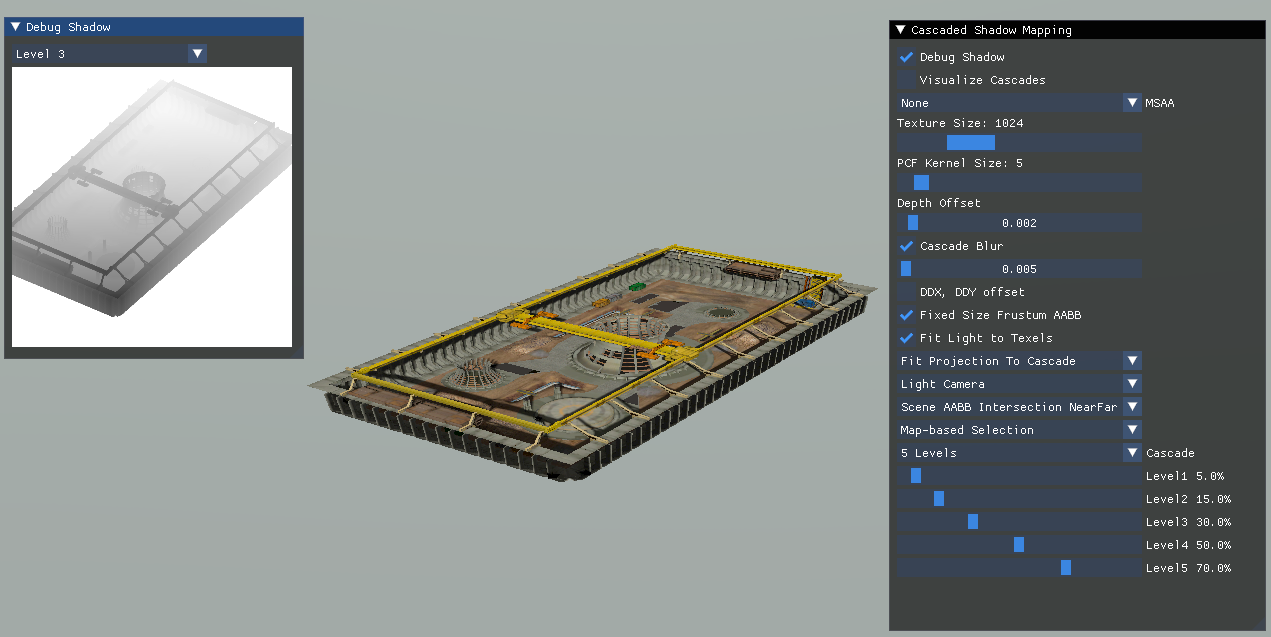 Debug Shadow
Level 3
Cascaded Shadow Mapping
Debug Shadow
Visualize Cascades
None MSAA
Texture Size: 1024
PCF Kernel Size: 5
Depth Offset
0.002
Cascade Blur
0.005
DDX, DDY offset
Fixed Size Frustum AABB
Fit Light to Texels
Fit Projection To Cascade
Light Camera
Scene AABB Intersection NearFar
Map-based Selection
5 Levels Cascade
Level1 5.0%
Level2 15.0%
Level3 30.0%
Level4 50.0%
Level5 70.0%